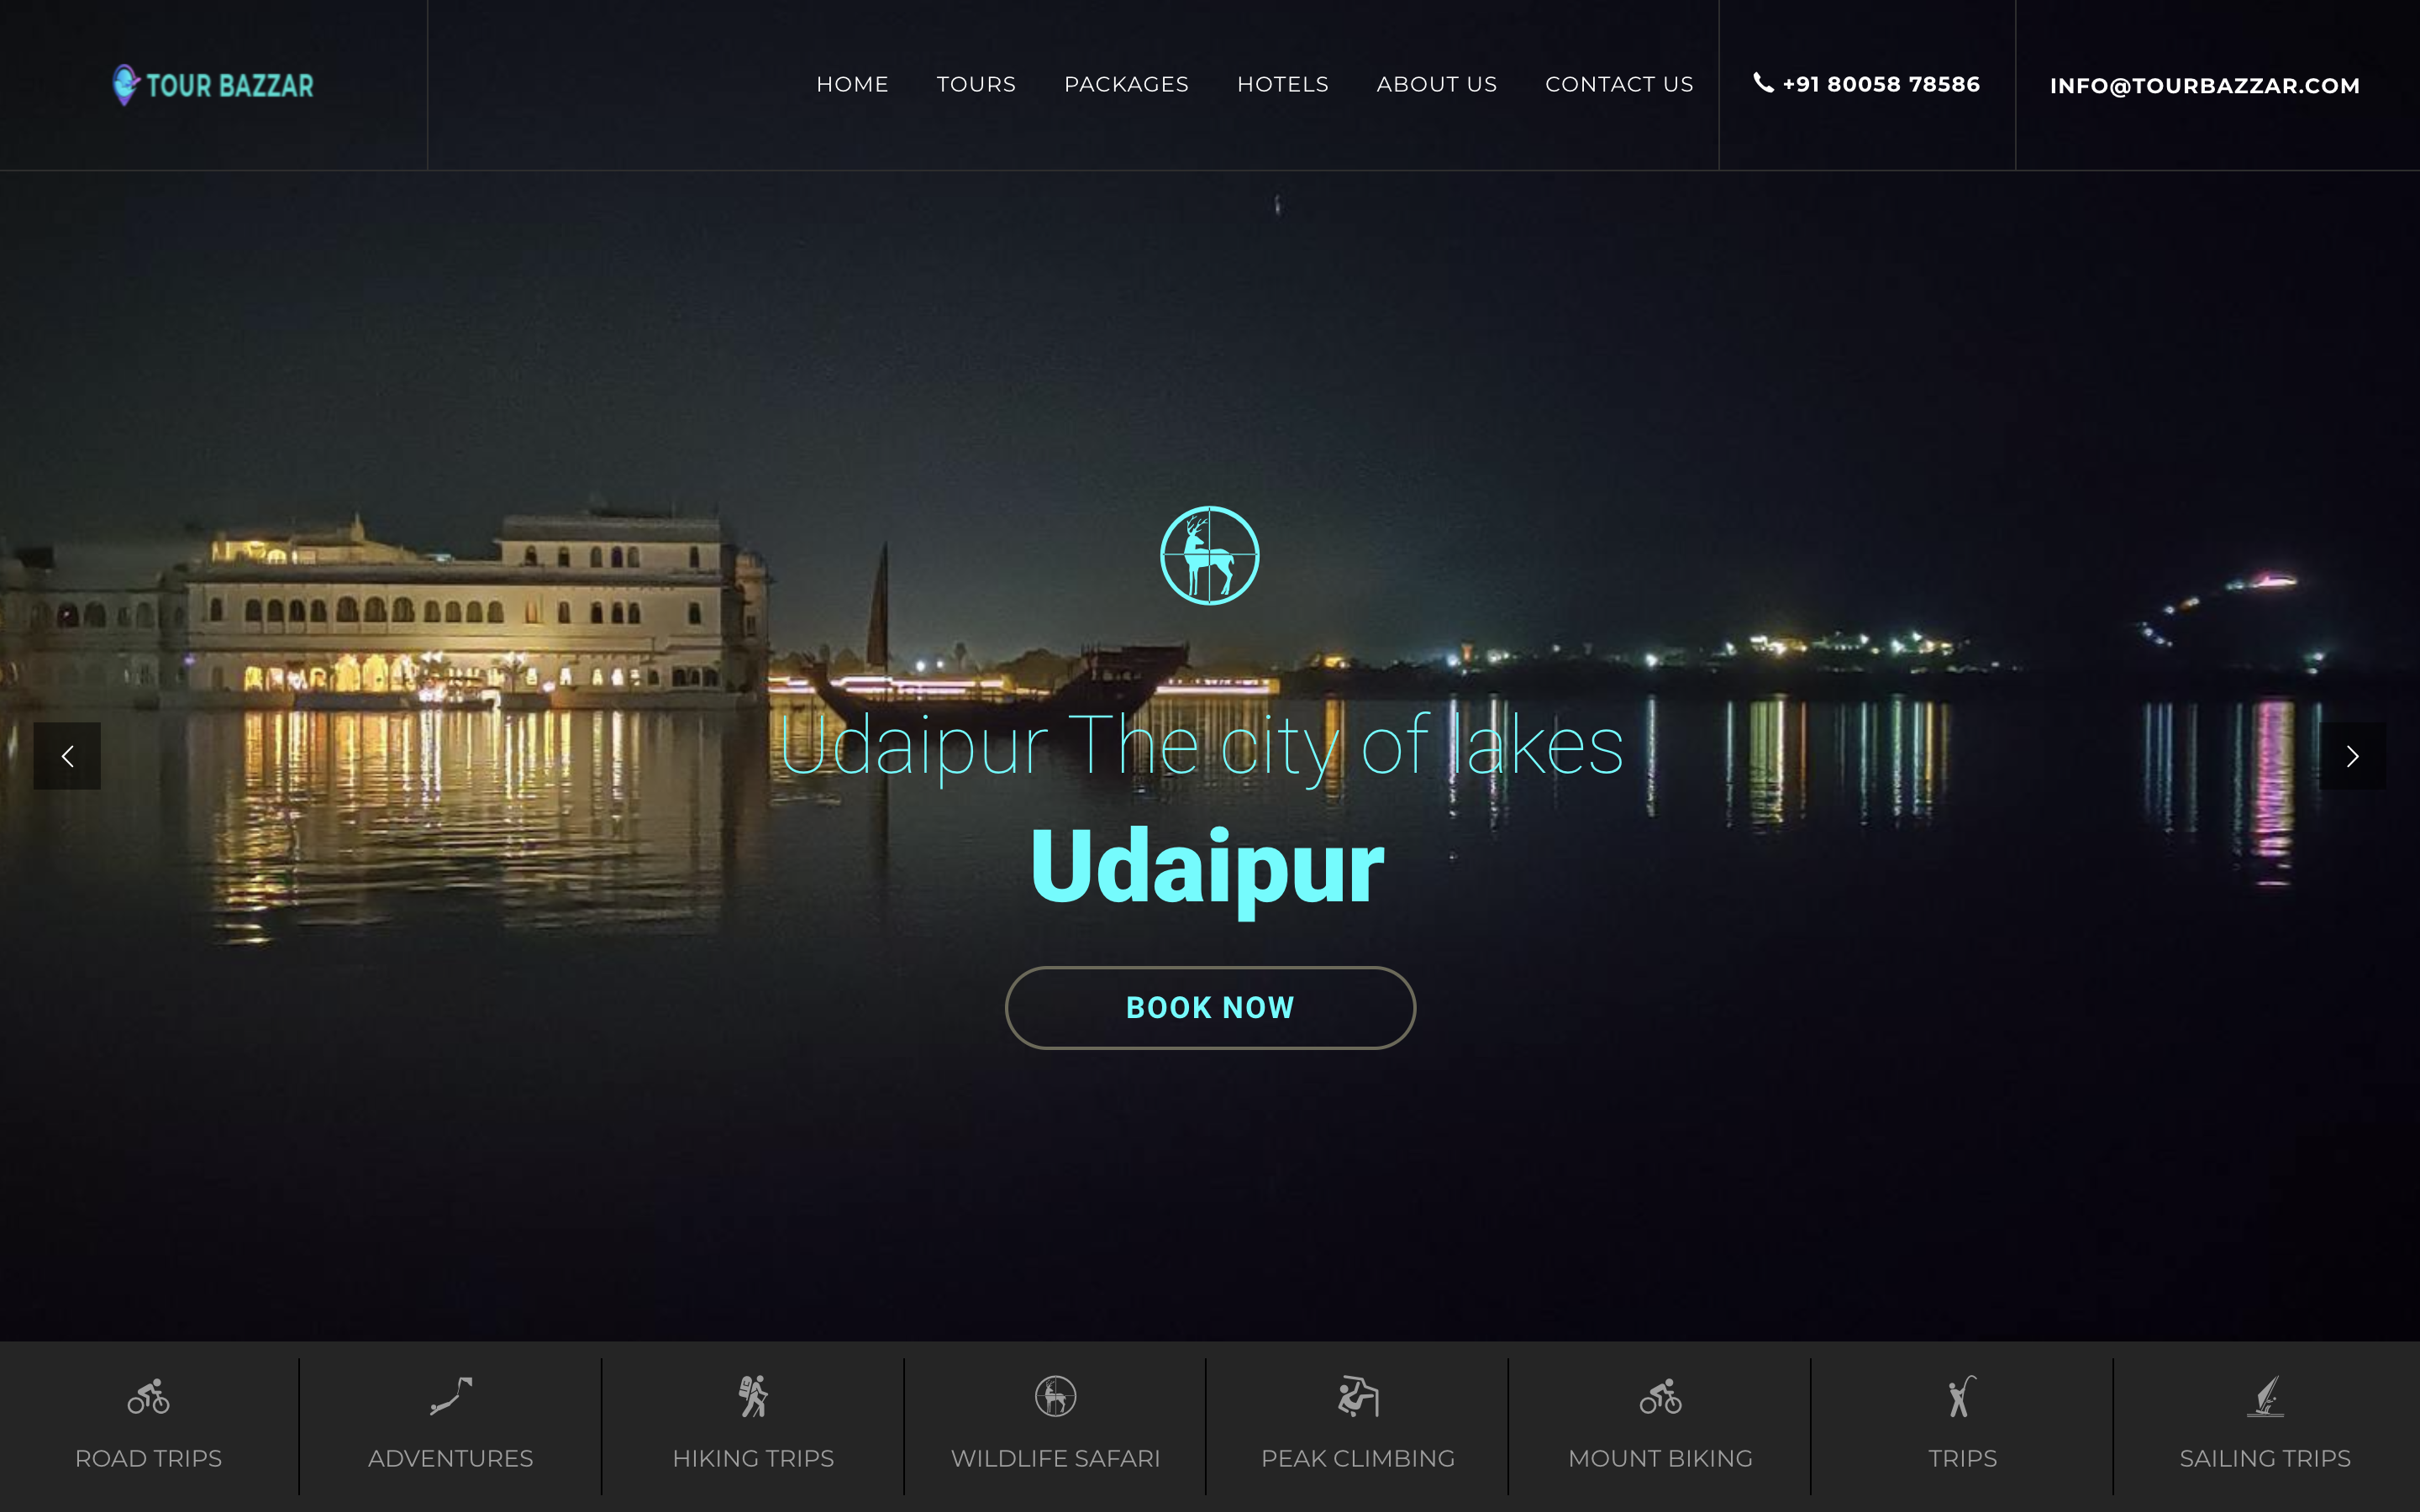 TOUR BAZZAR
HOME TOURS PACKAGES HOTELS ABOUT US CONTACT US
+91 80058 78586
INFO@TOURBAZZAR.COM
Udaipur The city of lakes
Udaipur
BOOK NOW
ROAD TRIPS
ADVENTURES
HIKING TRIPS
WILDLIFE SAFARI
PEAK CLIMBING
MOUNT BIKING
TRIPS
SAILING TRIPS